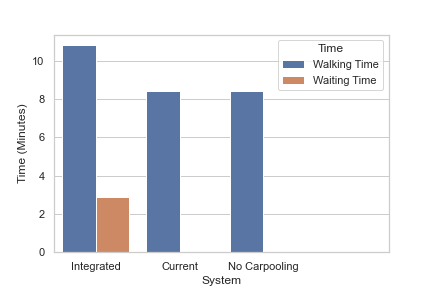 Time
Walking Time
Waiting Time
10
8
6
4
2
0
Time (Minutes)
Integrated Current No Carpooling
System